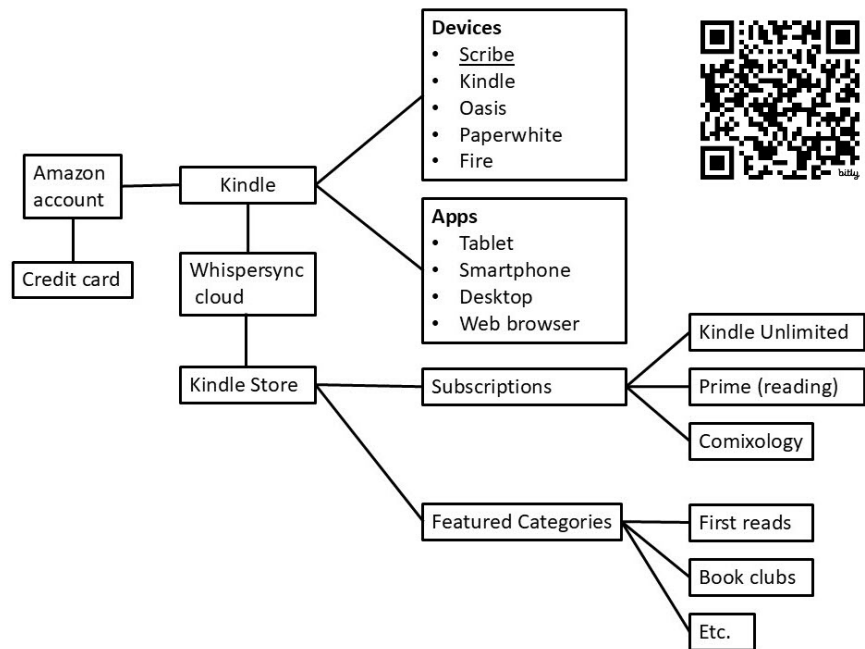 Devices
• Scribe
• Kindle
• Oasis
• Paperwhite
• Fire
bitly
Amazon
account
Kindle
Credit card
Whispersync
cloud
Apps
• Tablet
• Smartphone
• Desktop
• Web browser
Kindle Store
Subscriptions
Kindle Unlimited
Prime (reading)
Comixology
Featured Categories
First reads
Book clubs
Etc.